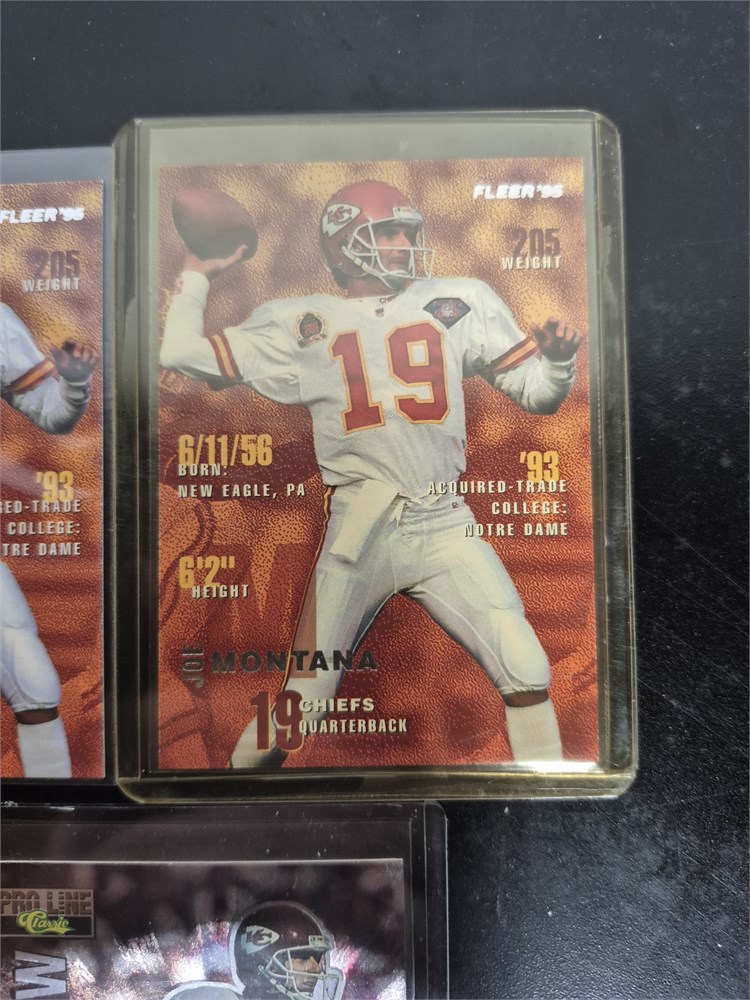 FLEER '95
205
WEIGHT
'93
RED-TRADE
COLLEGE:
TRE DAME
FLEER '95
205
WEIGHT
KC
19
6/11/56
BORN:
NEW EAGLE, PA
'93
ACQUIRED-TRADE
COLLEGE:
NOTRE DAME
6'2"
HEIGHT
JOE MONTANA
19 CHIEFS
QUARTERBACK
PRO LINE
Classic
W
KC